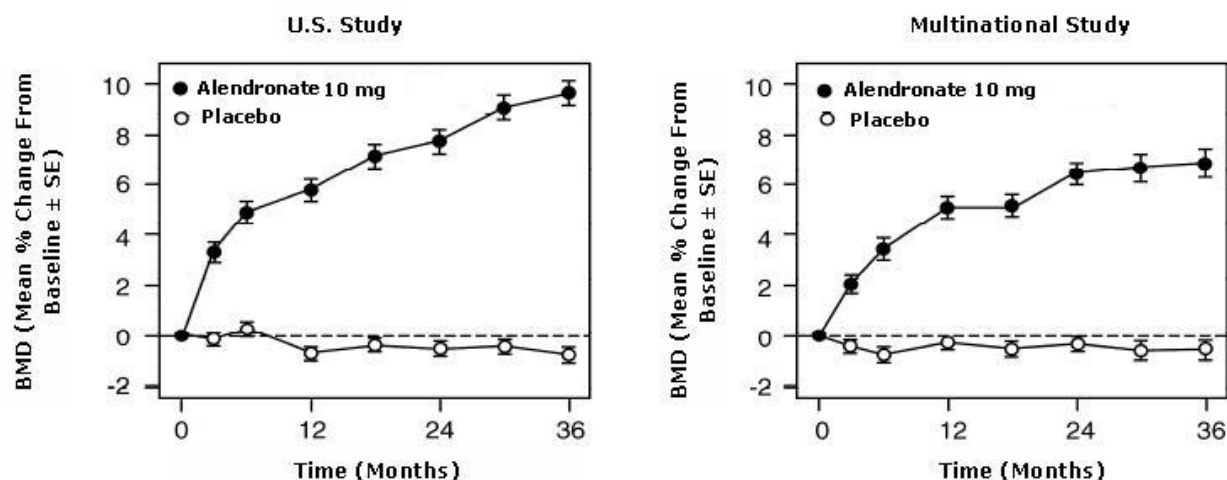 U.S. Study
BMD (Mean % Change From
Baseline ± SE)
10
8
6
4
2
0
-2
Alendronate 10 mg
Placebo
0
12
24
36
Time (Months)
Multinational Study
BMD (Mean % Change From
Baseline ± SE)
10
8
6
4
2
0
-2
Alendronate 10 mg
Placebo
0
12
24
36
Time (Months)